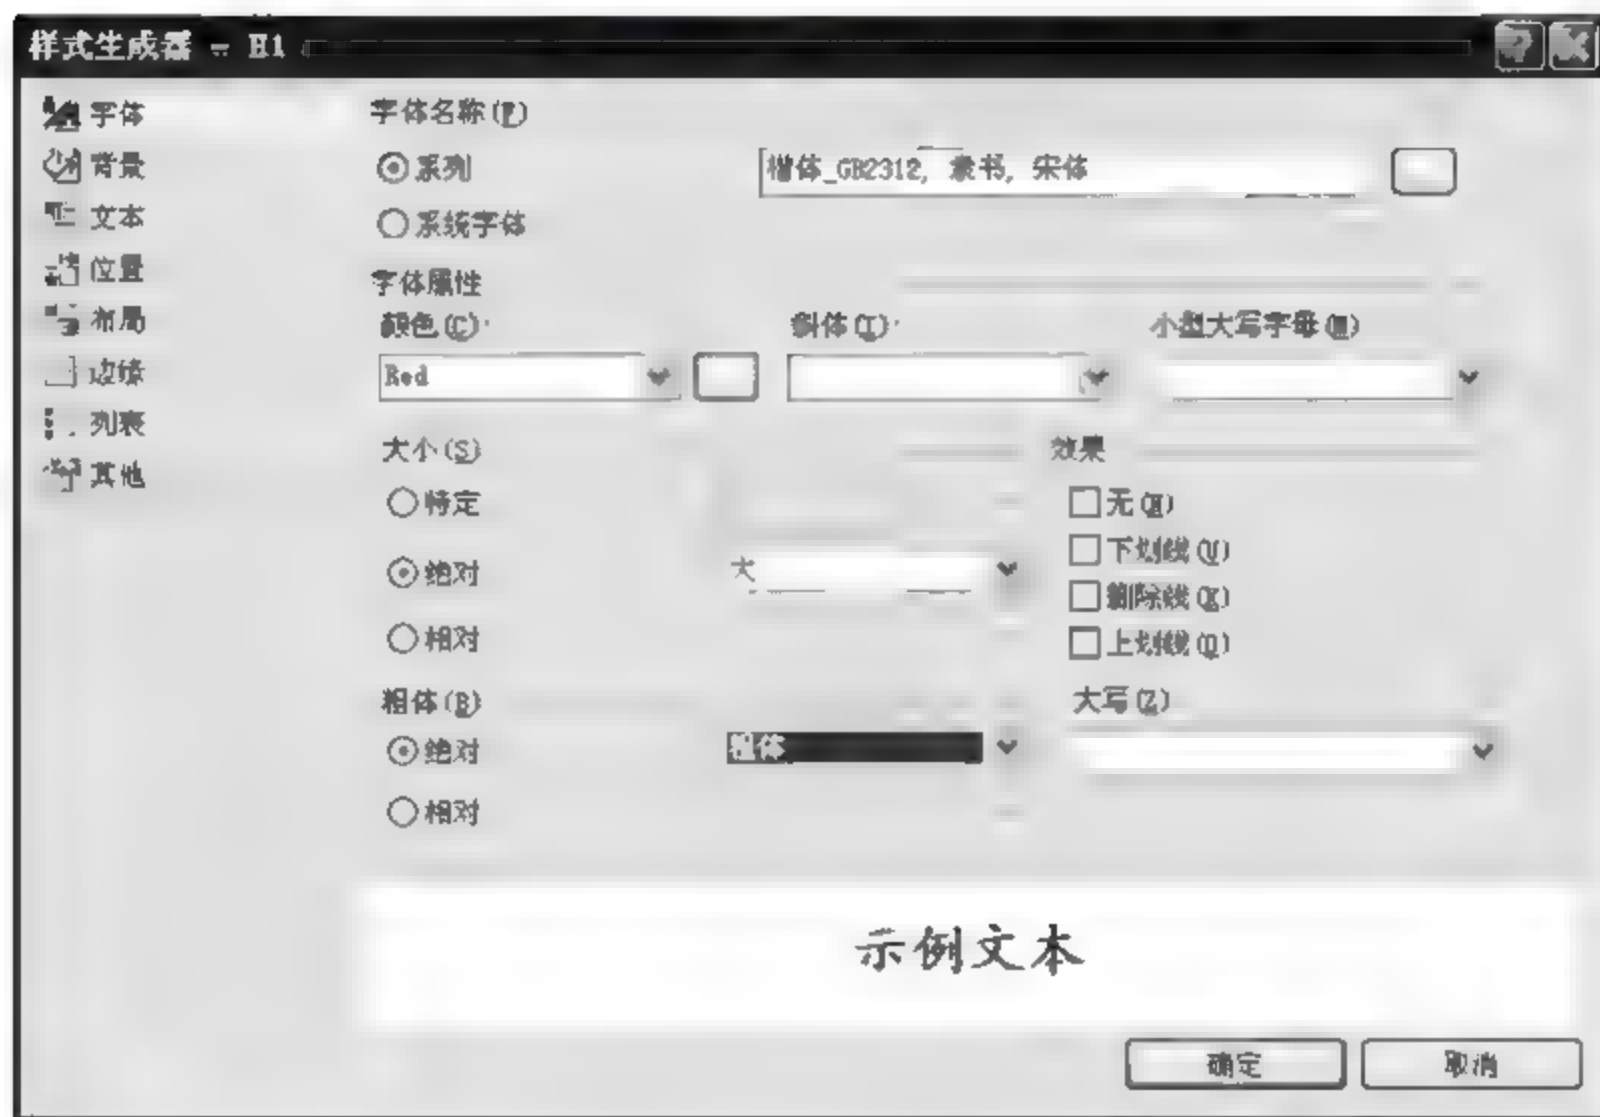 样式生成器 - H1
字体
背景
文本
位置
布局
边缘
列表
其他
字体名称(F)
系列
楷体_GB2312, 隶书, 宋体
系统字体
字体属性
颜色(C)
斜体(I)
小型大写字母(M)
Red
大小(S)
特定
绝对
大
相对
效果
无(N)
下划线(U)
删除线(K)
上划线(O)
粗体(B)
绝对
粗体
相对
大写(Z)
示例文本
确定
取消